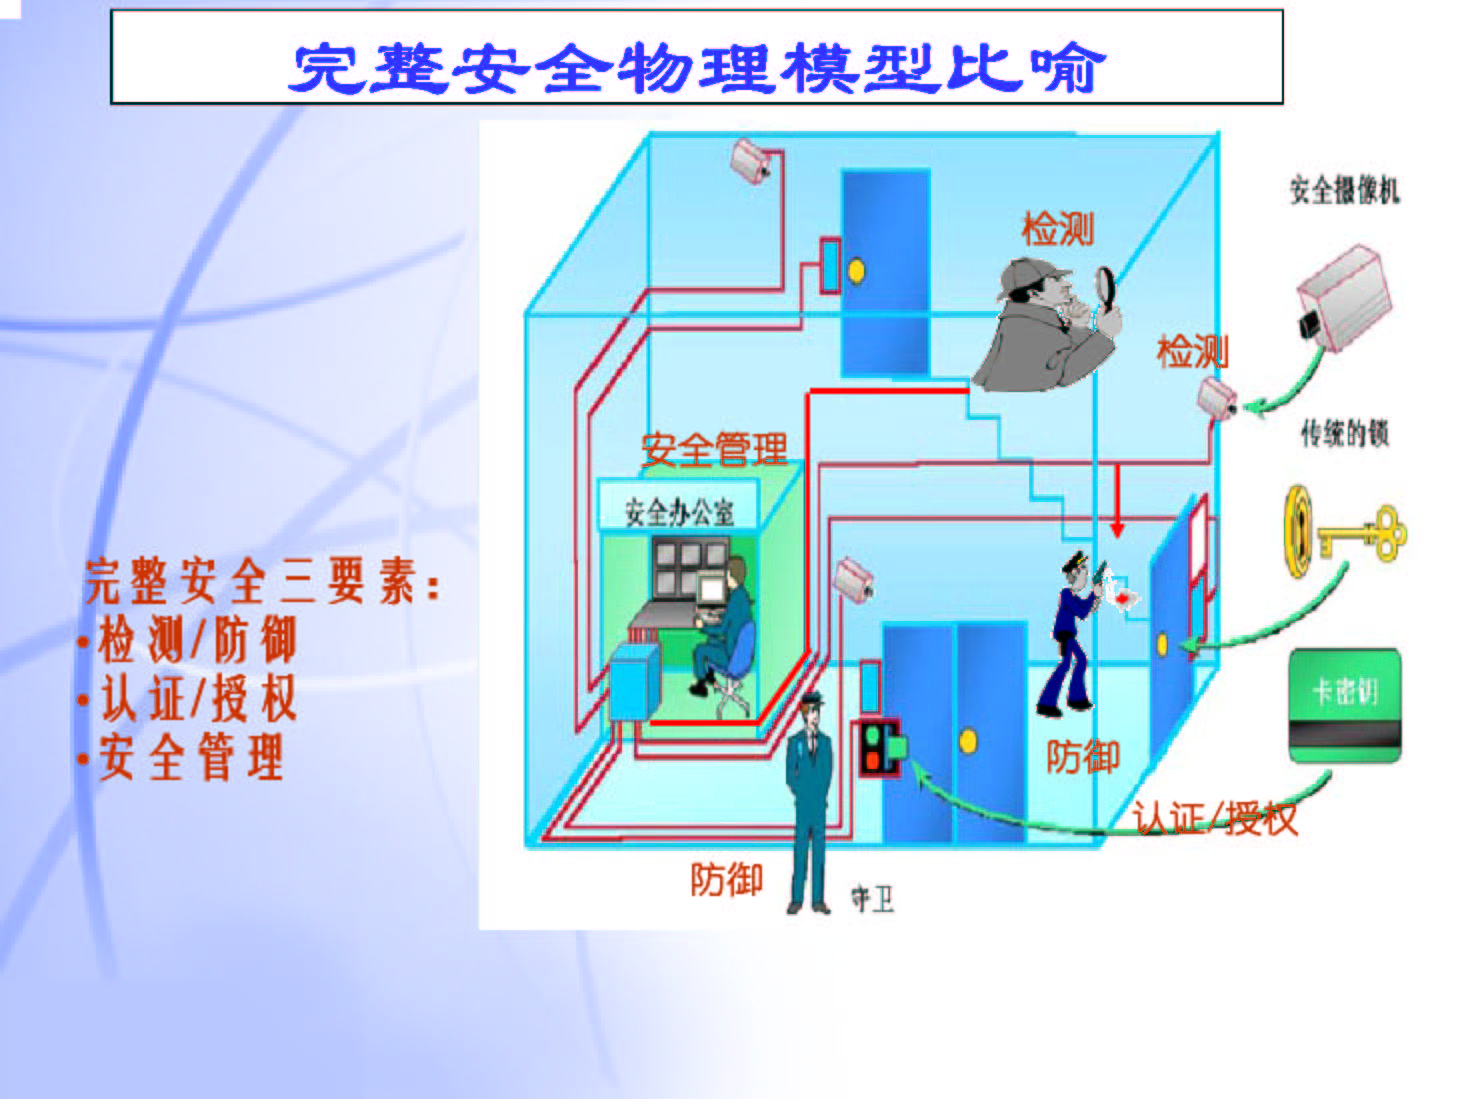 完整安全物理模型比喻
安全摄像机
检测
检测
传统的锁
安全管理
安全办公室
完整安全三要素：
•检测/防御
•认证/授权
•安全管理
卡密钥
防御
认证/授权
防御
守卫